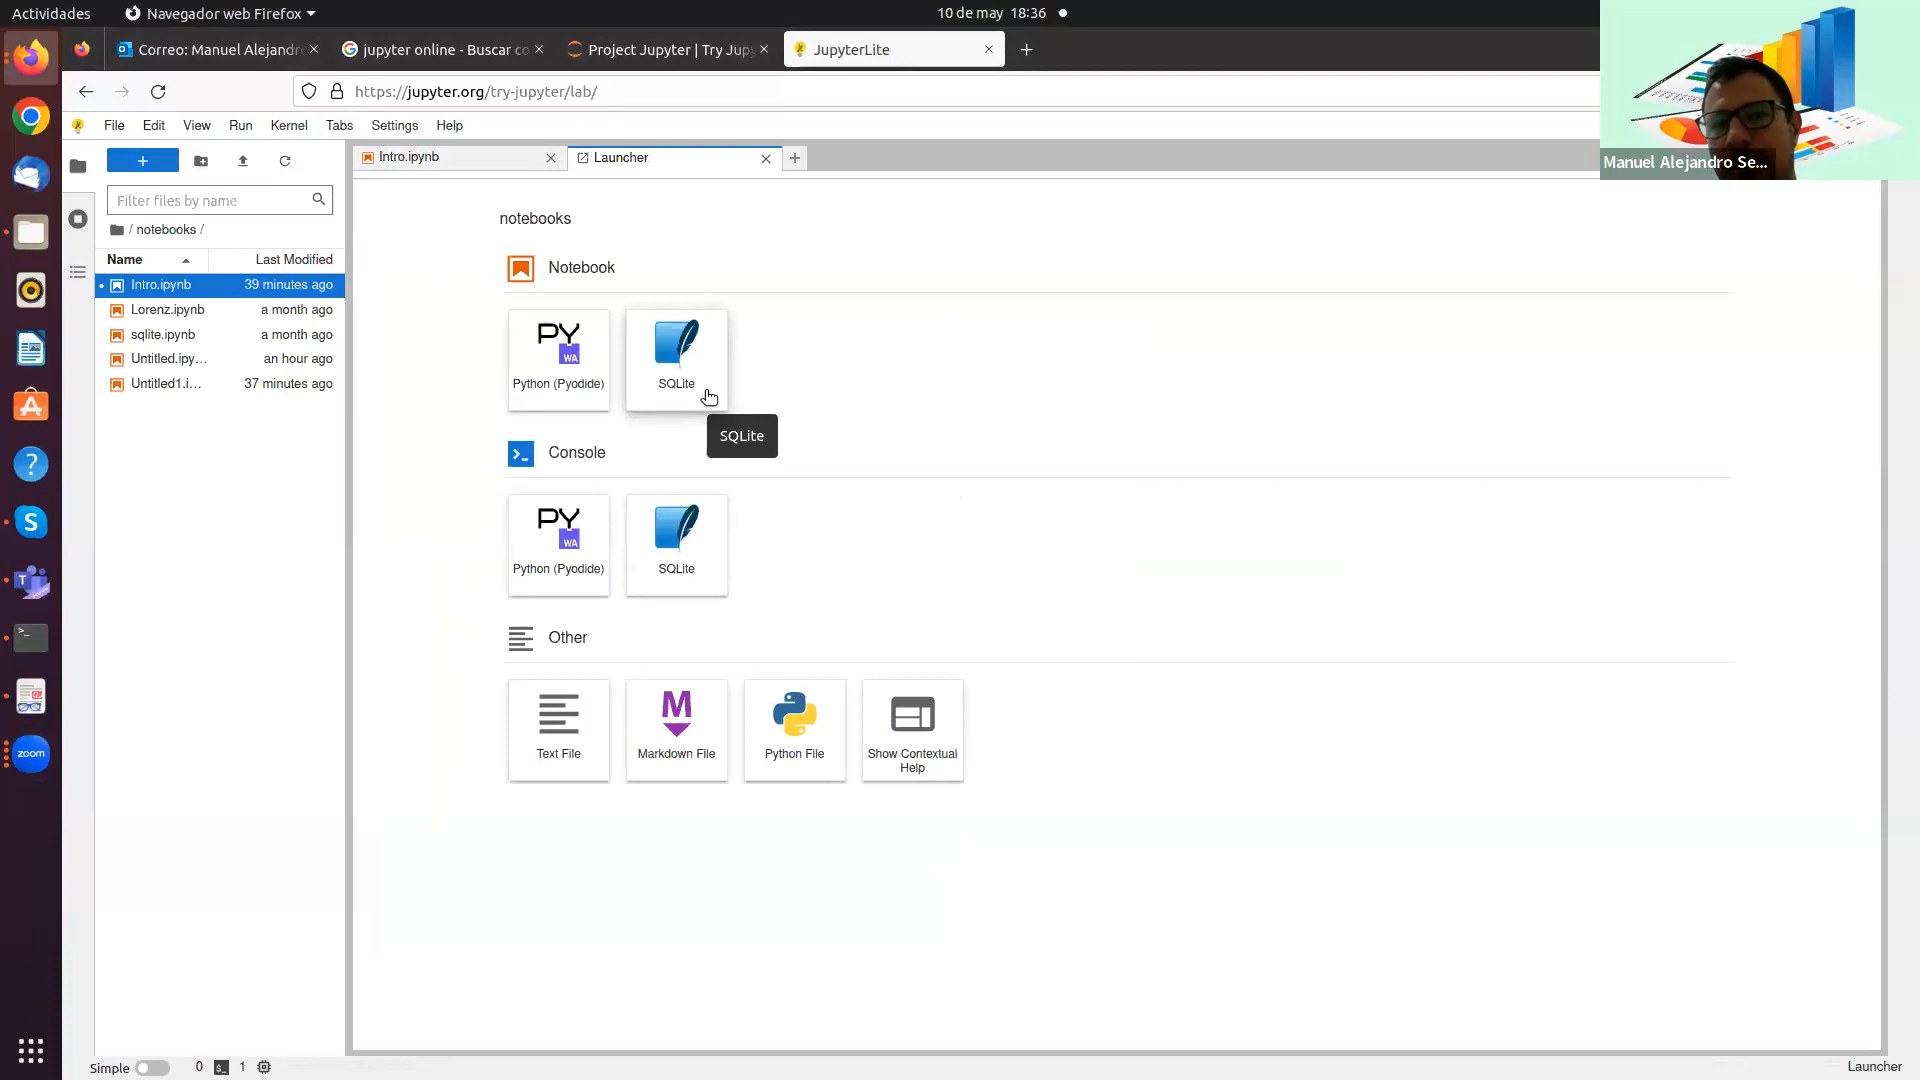 Actividades
Navegador web Firefox
10 de may 18:36
Correo: Manuel Alejandr
jupyter online - Buscar co
Project Jupyter | Try Jup
JupyterLite
https://jupyter.org/try-jupyter/lab/
File Edit View Run Kernel Tabs Settings Help
Manuel Alejandro Se...
Intro.ipynb
Launcher
Filter files by name
/ notebooks /
Name Last Modified
Intro.ipynb 39 minutes ago
Lorenz.ipynb a month ago
sqlite.ipynb a month ago
Untitled.ipy... an hour ago
Untitled1.i... 37 minutes ago
notebooks
Notebook
PY WA
Python (Pyodide)
SQLite
SQLite
Console
PY WA
Python (Pyodide)
SQLite
Other
Text File
M
Markdown File
Python File
Show Contextual
Help
zoom
Simple 0 1
Launcher